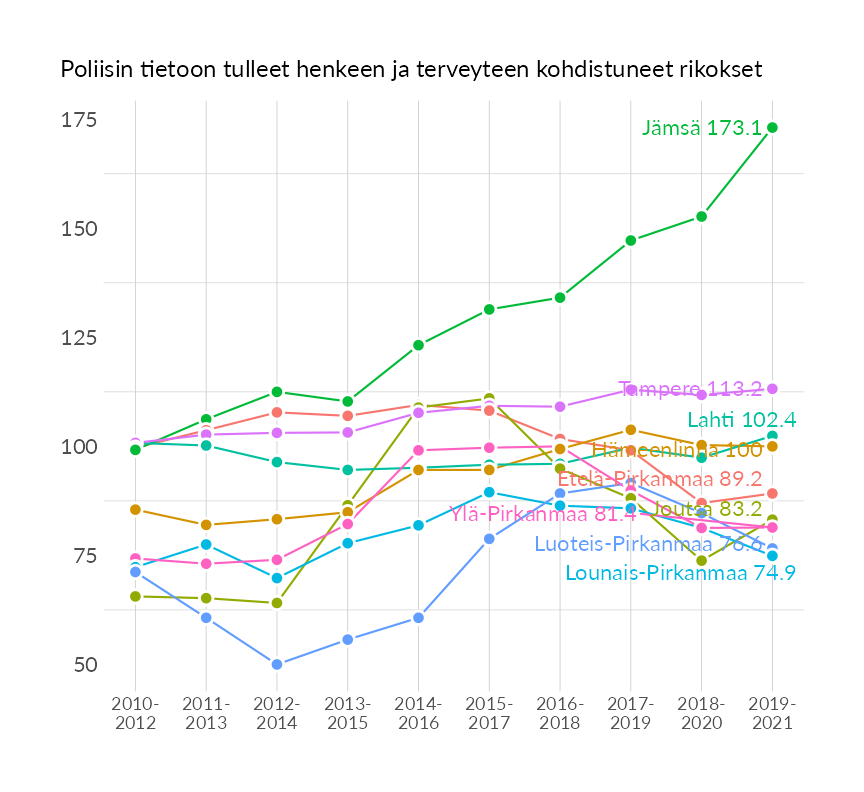 Poliisin tietoon tulleet henkeen ja terveyteen kohdistuneet rikokset
175
Jämsä 173.1
150
125
Tampere 113.2
Lahti 102.4
100
Hämeenlinna 100
Etelä-Pirkanmaa 89.2
Joutsa 83.2
Ylä-Pirkanmaa 81.4
Luoteis-Pirkanmaa 76.6
75
Lounais-Pirkanmaa 74.9
50
2010-
2012
2011-
2013
2012-
2014
2013-
2015
2014-
2016
2015-
2017
2016-
2018
2017-
2019
2018-
2020
2019-
2021